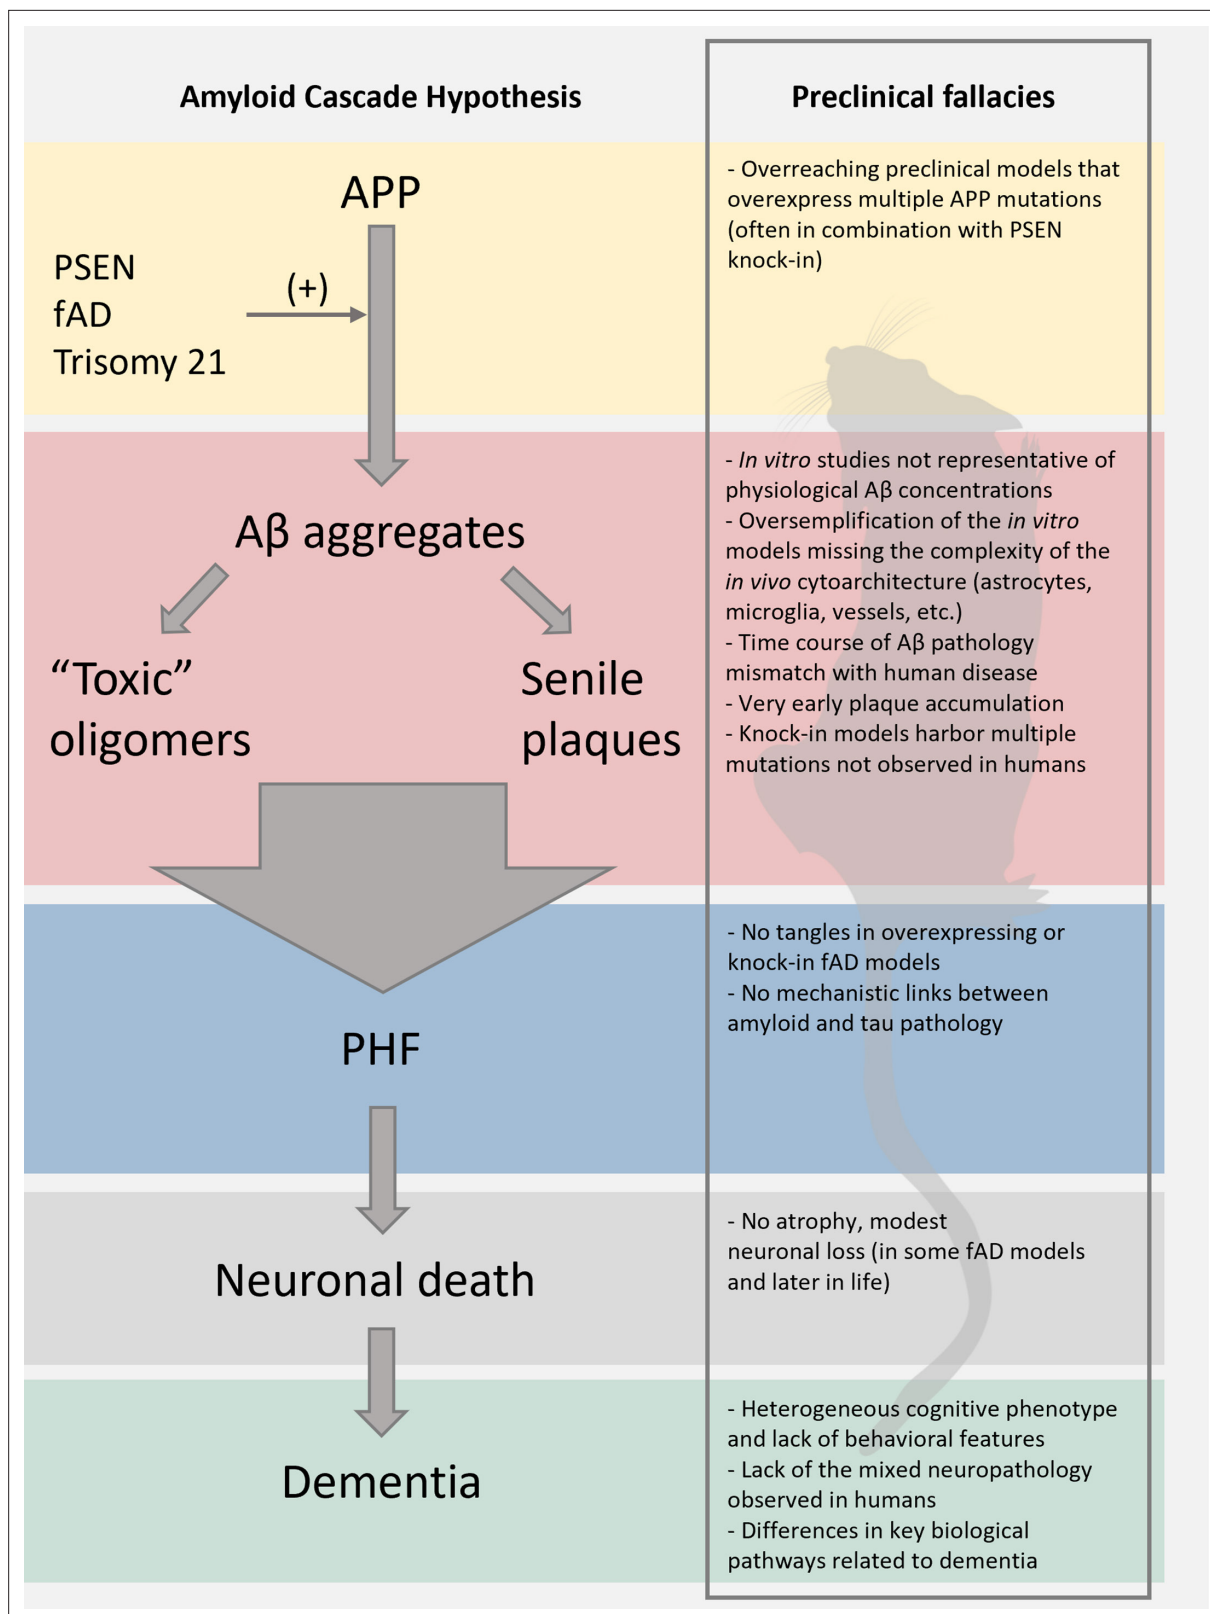 Amyloid Cascade Hypothesis
Preclinical fallacies
APP
PSEN
fAD
Trisomy 21
(+)
- Overreaching preclinical models that
overexpress multiple APP mutations
(often in combination with PSEN
knock-in)
Aβ aggregates
“Toxic”
oligomers
Senile
plaques
- In vitro studies not representative of
physiological Aβ concentrations
- Oversemplification of the in vitro
models missing the complexity of the
in vivo cytoarchitecture (astrocytes,
microglia, vessels, etc.)
- Time course of Aβ pathology
mismatch with human disease
- Very early plaque accumulation
- Knock-in models harbor multiple
mutations not observed in humans
PHF
- No tangles in overexpressing or
knock-in fAD models
- No mechanistic links between
amyloid and tau pathology
Neuronal death
- No atrophy, modest
neuronal loss (in some fAD models
and later in life)
Dementia
- Heterogeneous cognitive phenotype
and lack of behavioral features
- Lack of the mixed neuropathology
observed in humans
- Differences in key biological
pathways related to dementia